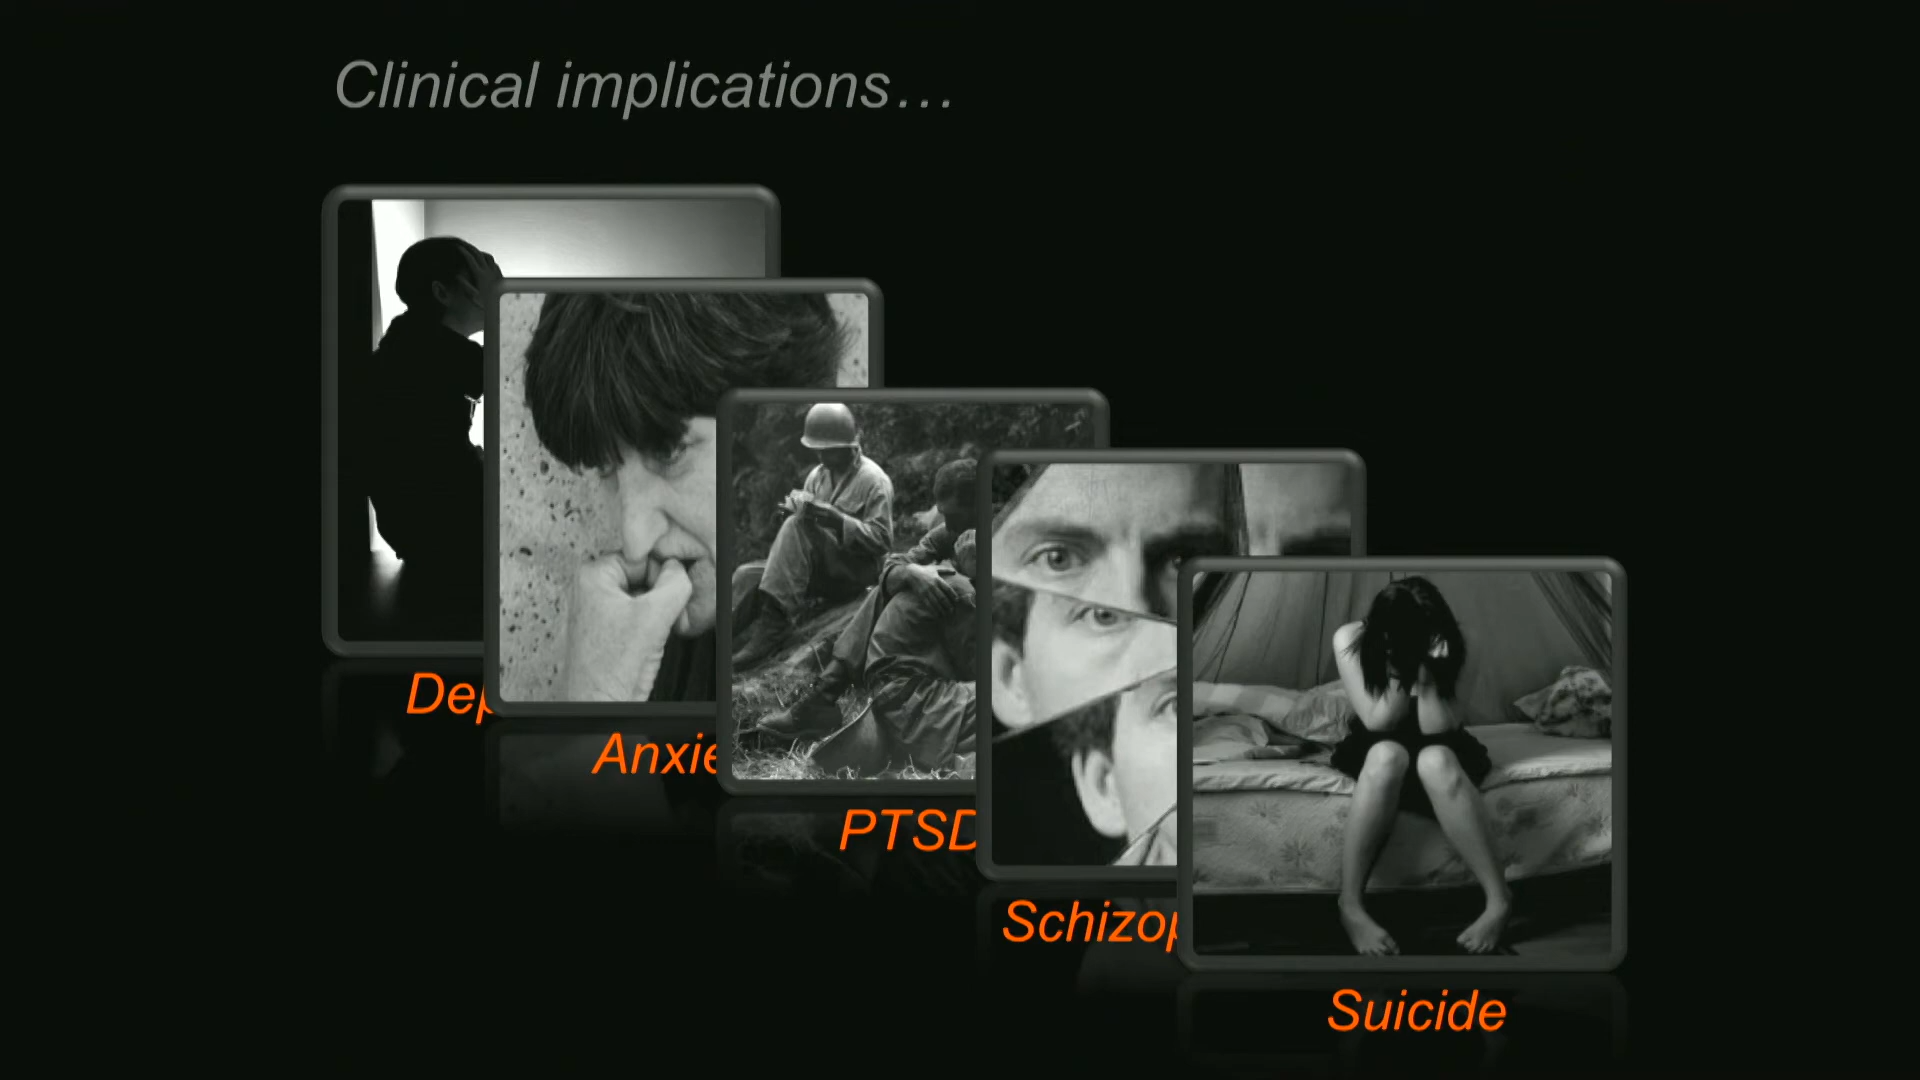 Clinical implications…
Dep
Anxie
PTSD
Schizop
Suicide